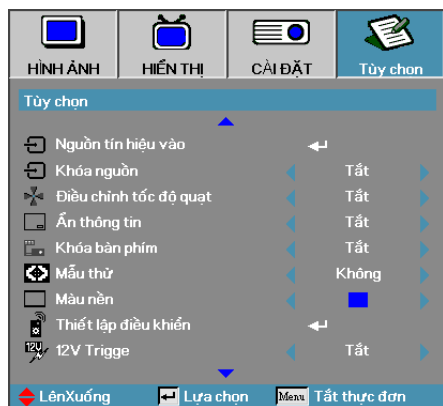 HÌNH ẢNH HIỂN THỊ CÀI ĐẶT Tùy chon
Tùy chọn
Nguồn tín hiệu vào
Khóa nguồn Tắt
Điều chỉnh tốc độ quạt Tắt
Ẩn thông tin Tắt
Khóa bàn phím Tắt
Mẫu thử Không
Màu nền
Thiết lập điều khiển
12V Trigge Tắt
LênXuống Lựa chọn Menu Tắt thực đơn